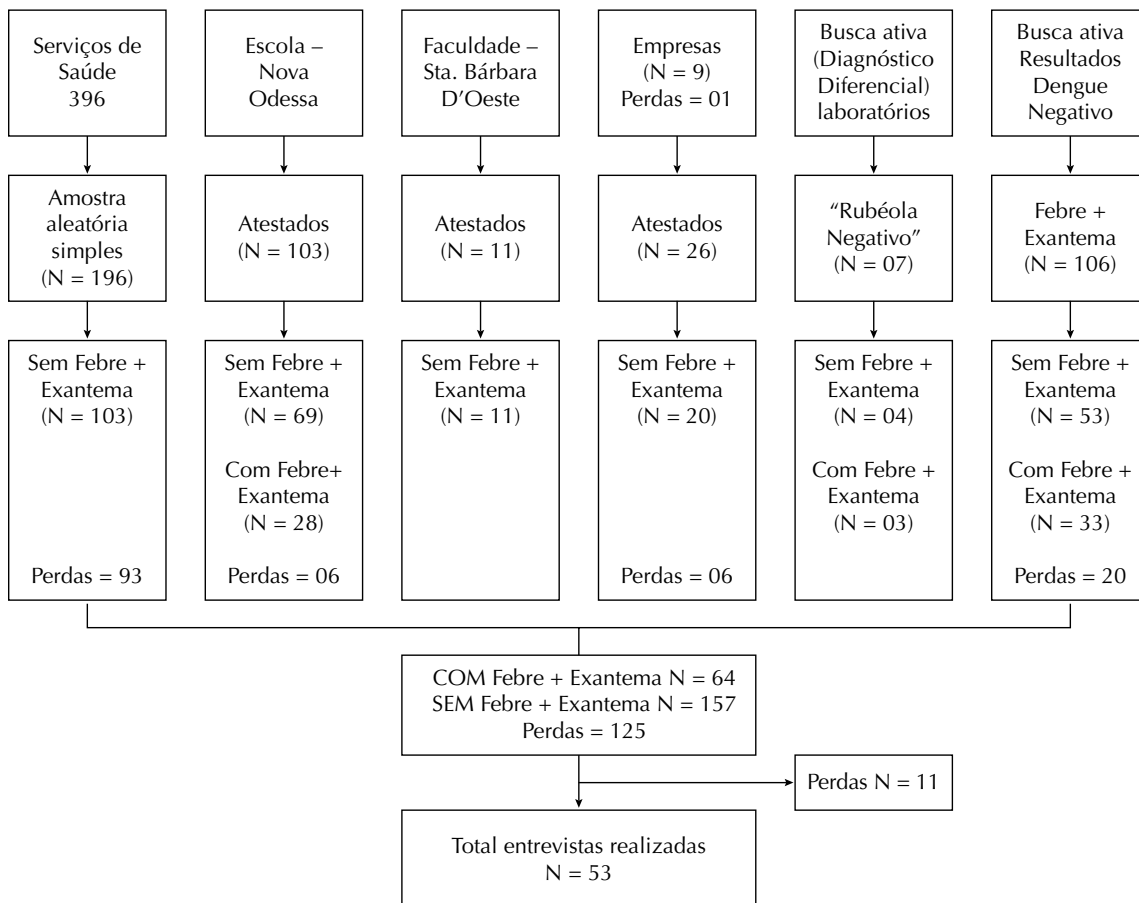 Serviços de
Saúde
396
Escola –
Nova
Odessa
Faculdade –
Sta. Bárbara
D’Oeste
Empresas
(N = 9)
Perdas = 01
Busca ativa
(Diagnóstico
Diferencial)
laboratórios
Busca ativa
Resultados
Dengue
Negativo
Amostra
aleatória
simples
(N = 196)
Atestados
(N = 103)
Atestados
(N = 11)
Atestados
(N = 26)
“Rubéola
Negativo”
(N = 07)
Febre +
Exantema
(N = 106)
Sem Febre +
Exantema
(N = 103)
Perdas = 93
Sem Febre +
Exantema
(N = 69)
Com Febre+
Exantema
(N = 28)
Perdas = 06
Sem Febre +
Exantema
(N = 11)
Sem Febre +
Exantema
(N = 20)
Perdas = 06
Sem Febre +
Exantema
(N = 04)
Com Febre +
Exantema
(N = 03)
Sem Febre +
Exantema
(N = 53)
Com Febre +
Exantema
(N = 33)
Perdas = 20
COM Febre + Exantema N = 64
SEM Febre + Exantema N = 157
Perdas = 125
Perdas N = 11
Total entrevistas realizadas
N = 53